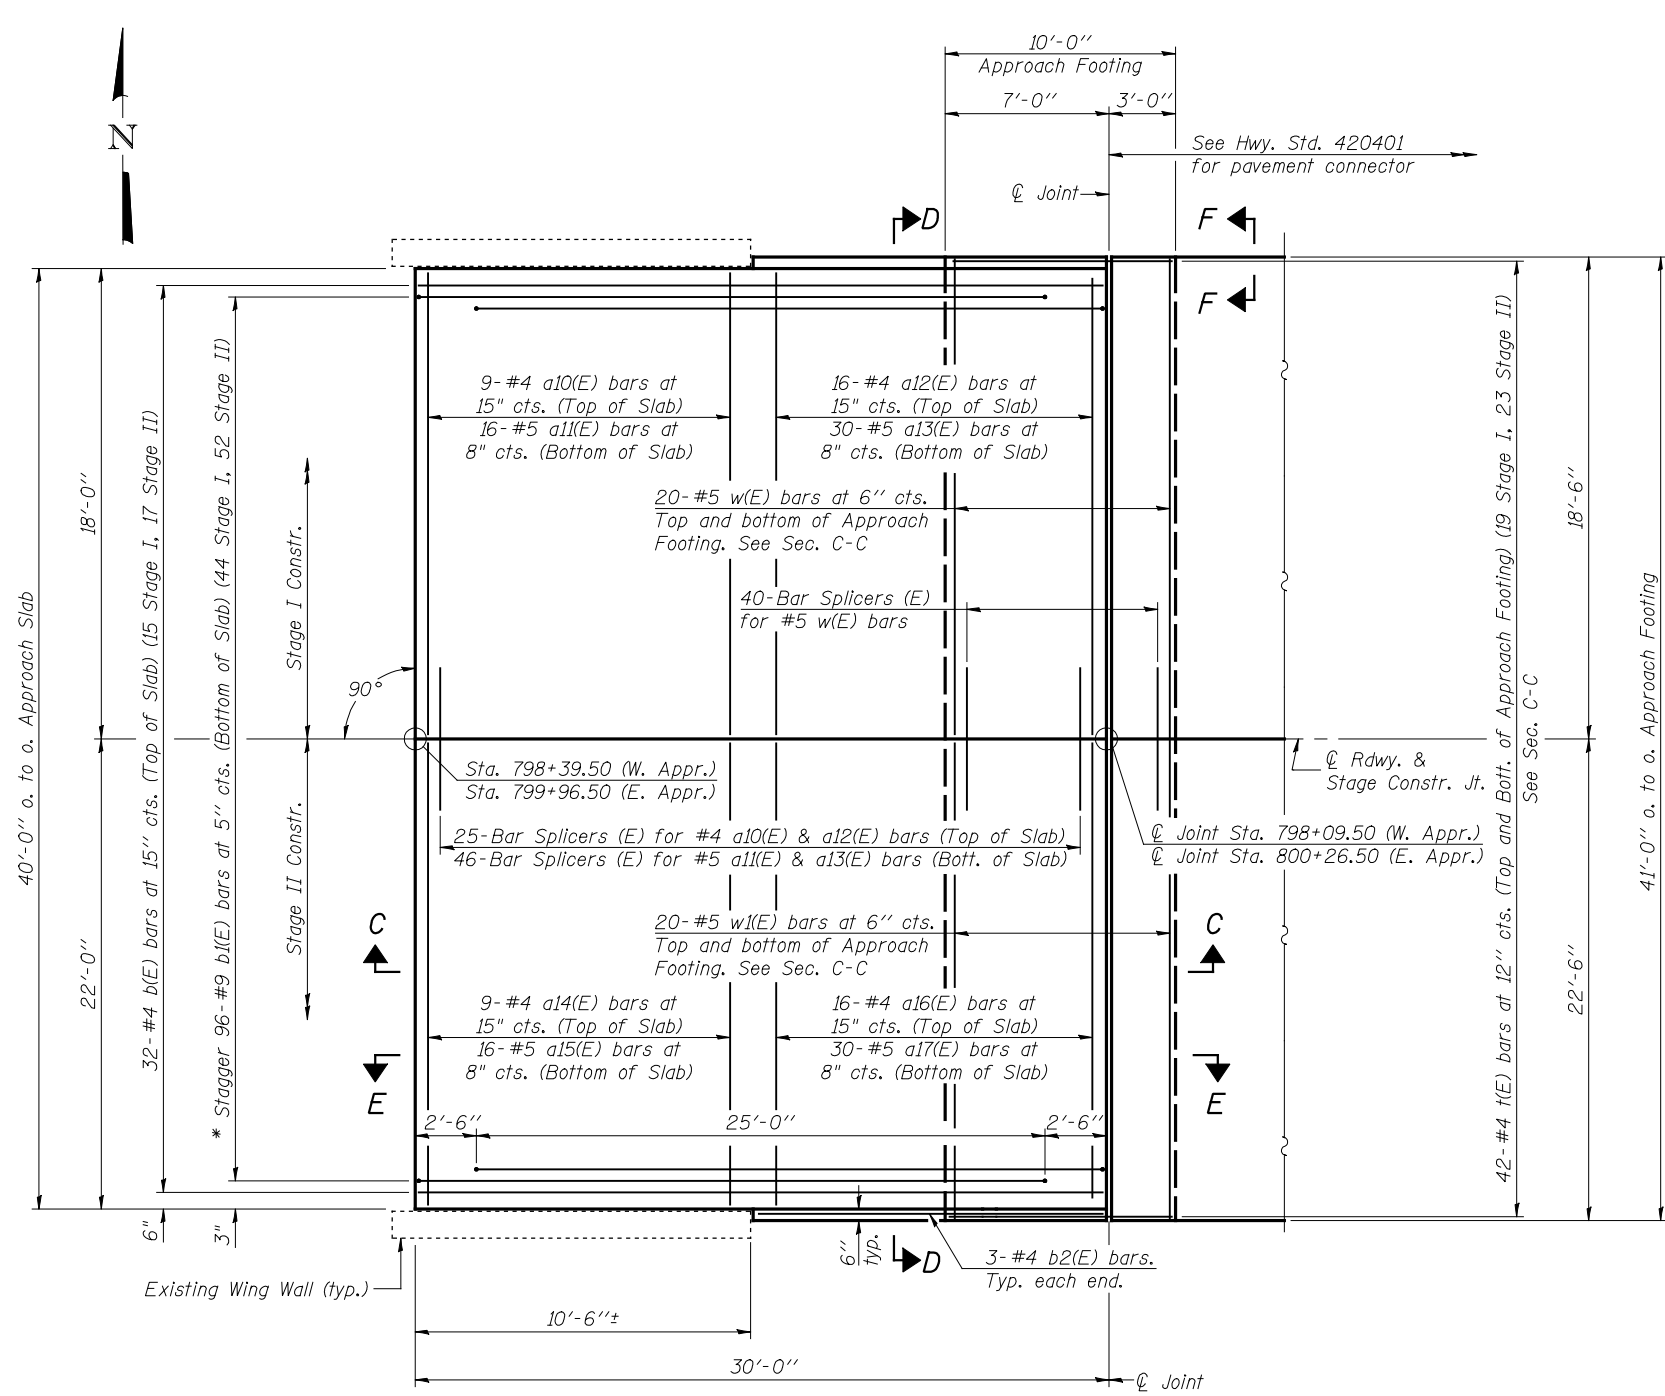 10'-0''
Approach Footing
7'-0''
3'-0''
N
See Hwy. Std. 420401
for pavement connector
℄ Joint
D
F
F
9-#4 a10(E) bars at
15" cts. (Top of Slab)
16-#5 a11(E) bars at
8" cts. (Bottom of Slab)
16-#4 a12(E) bars at
15" cts. (Top of Slab)
30-#5 a13(E) bars at
8" cts. (Bottom of Slab)
20-#5 w(E) bars at 6'' cts.
Top and bottom of Approach
Footing. See Sec. C-C
40-Bar Splicers (E)
for #5 w(E) bars
40'-0'' o. to o. Approach Slab
18'-0''
22'-0''
32-#4 b(E) bars at 15'' cts. (Top of Slab) (15 Stage I, 17 Stage II)
* Stagger 96-#9 b1(E) bars at 5'' cts. (Bottom of Slab) (44 Stage I, 52 Stage II)
Stage I Constr.
Stage II Constr.
90°
Sta. 798+39.50 (W. Appr.)
Sta. 799+96.50 (E. Appr.)
℄ Rdwy. &
Stage Constr. Jt.
25-Bar Splicers (E) for #4 a10(E) & a12(E) bars (Top of Slab)
46-Bar Splicers (E) for #5 a11(E) & a13(E) bars (Bott. of Slab)
℄ Joint Sta. 798+09.50 (W. Appr.)
℄ Joint Sta. 800+26.50 (E. Appr.)
42-#4 t(E) bars at 12'' cts. (Top and Bott. of Approach Footing) (19 Stage I, 23 Stage II)
See Sec. C-C
18'-6''
22'-6''
41'-0'' o. to o. Approach Footing
C
C
20-#5 w1(E) bars at 6'' cts.
Top and bottom of Approach
Footing. See Sec. C-C
9-#4 a14(E) bars at
15" cts. (Top of Slab)
16-#5 a15(E) bars at
8" cts. (Bottom of Slab)
16-#4 a16(E) bars at
15" cts. (Top of Slab)
30-#5 a17(E) bars at
8" cts. (Bottom of Slab)
E
E
2'-6''
25'-0''
2'-6''
6"
3"
6''
typ.
D
3-#4 b2(E) bars.
Typ. each end.
Existing Wing Wall (typ.)
10'-6''±
30'-0''
℄ Joint